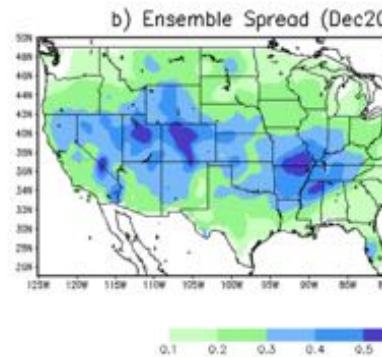 b) Ensemble Spread (Dec20
50N
48N
46N
44N
42N
40N
38N
36N
34N
32N
30N
28N
26N
125W 120W 115W 110W 105W 100W 95W 90W 85W
0.1 0.2 0.3 0.4 0.5